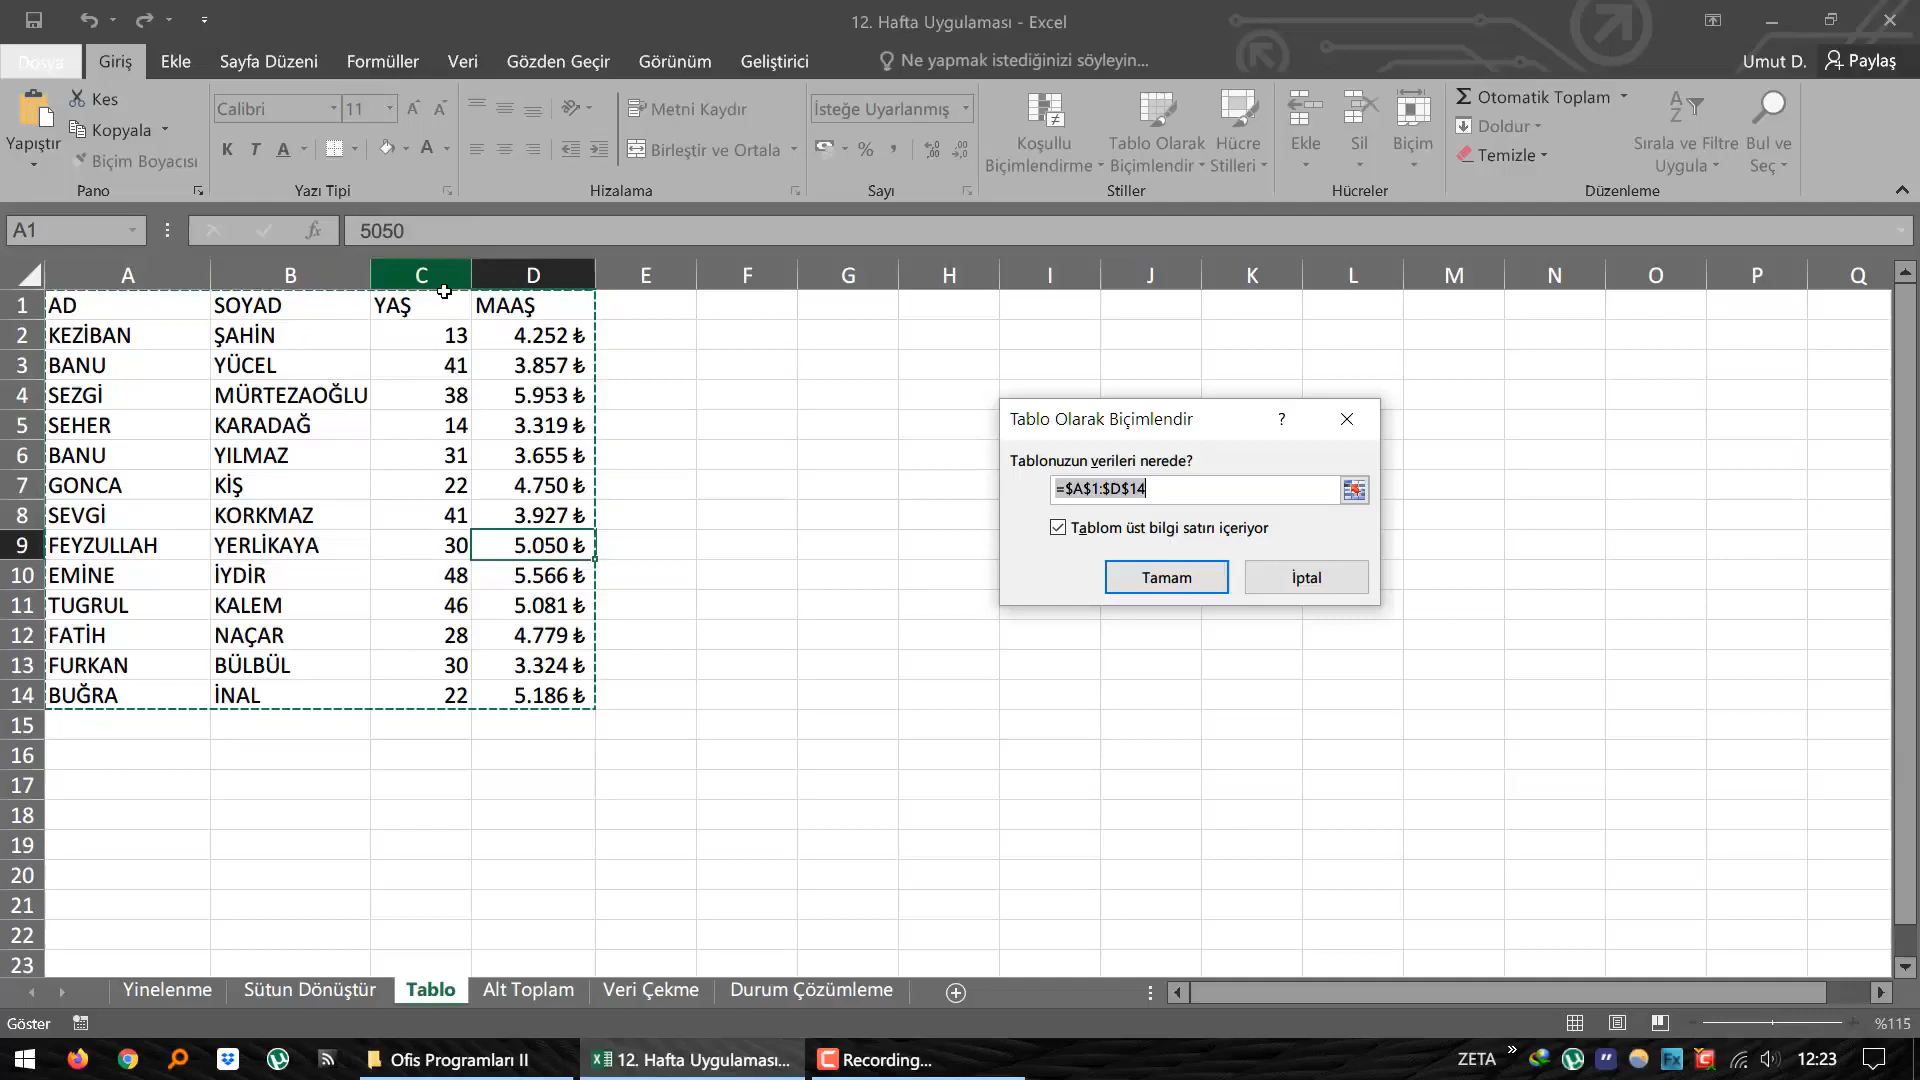 12. Hafta Uygulaması - Excel
Dosya Giriş Ekle Sayfa Düzeni Formüller Veri Gözden Geçir Görünüm Geliştirici Ne yapmak istediğinizi söyleyin... Umut D. Paylaş
Yapıştır
Kes
Kopyala
Biçim Boyacısı
Pano
Calibri 11
K T A A
Yazı Tipi
Metni Kaydır
Birleştir ve Ortala
Hizalama
İsteğe Uyarlanmış
%
Sayı
Koşullu Biçimlendirme
Tablo Olarak Biçimlendir
Hücre Stilleri
Stiller
Ekle Sil Biçim
Hücreler
Otomatik Toplam
Doldur
Temizle
Sırala ve Filtre Uygula
Bul ve Seç
Düzenleme
A1 fx 5050
A B C D E F G H I J K L M N O P Q
1 AD SOYAD YAŞ MAAŞ
2 KEZİBAN ŞAHİN 13 4.252 ₺
3 BANU YÜCEL 41 3.857 ₺
4 SEZGİ MÜRTEZAOĞLU 38 5.953 ₺
5 SEHER KARADAĞ 14 3.319 ₺
6 BANU YILMAZ 31 3.655 ₺
7 GONCA KİŞ 22 4.750 ₺
8 SEVGİ KORKMAZ 41 3.927 ₺
9 FEYZULLAH YERLİKAYA 30 5.050 ₺
10 EMİNE İYDİR 48 5.566 ₺
11 TUGRUL KALEM 46 5.081 ₺
12 FATİH NAÇAR 28 4.779 ₺
13 FURKAN BÜLBÜL 30 3.324 ₺
14 BUĞRA İNAL 22 5.186 ₺
15
16
17
18
19
20
21
22
23
Tablo Olarak Biçimlendir ?
Tablonuzun verileri nerede?
=$A$1:$D$14
Tablom üst bilgi satırı içeriyor
Tamam İptal
Yinelenme Sütun Dönüştür Tablo Alt Toplam Veri Çekme Durum Çözümleme
Göster %115
Ofis Programları II 12. Hafta Uygulaması... Recording... ZETA 12:23